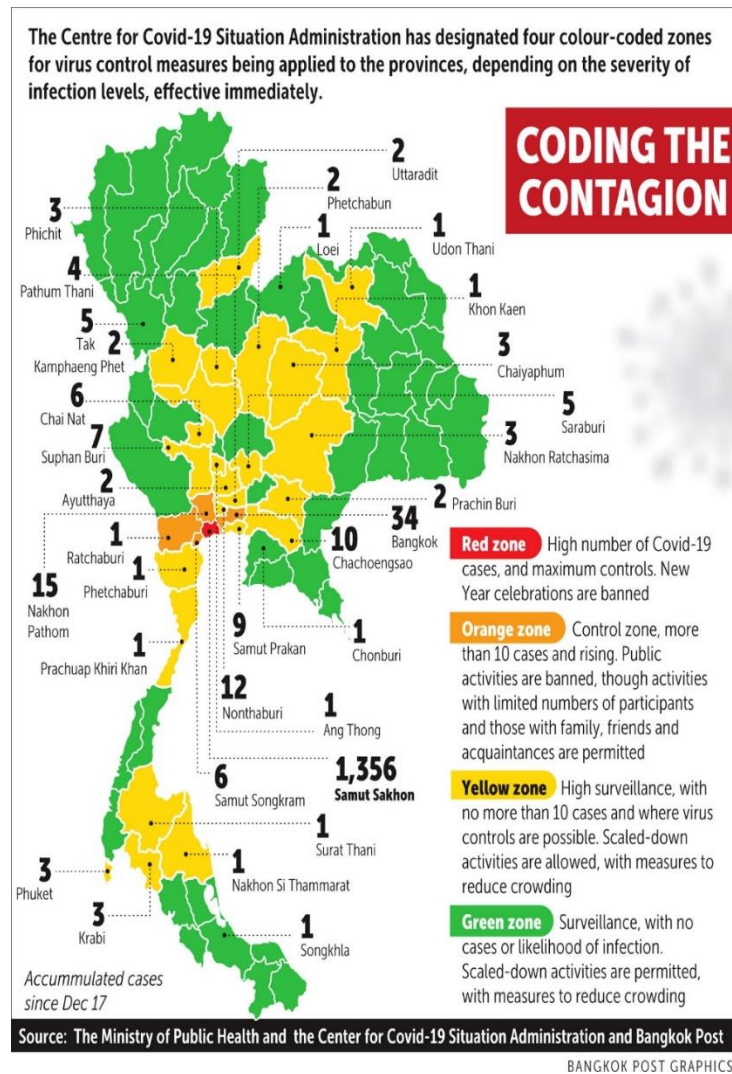 The Centre for Covid-19 Situation Administration has designated four colour-coded zones
for virus control measures being applied to the provinces, depending on the severity of
infection levels, effective immediately.
CODING THE
CONTAGION
2
Uttaradit
2
Phetchabun
3
Phichit
1
Loei
1
Udon Thani
4
Pathum Thani
1
Khon Kaen
5
Tak
2
Kamphaeng Phet
3
Chaiyaphum
6
Chai Nat
5
Saraburi
7
Suphan Buri
3
Nakhon Ratchasima
2
Ayutthaya
2 Prachin Buri
34
Bangkok
1
Ratchaburi
10
Chachoengsao
15
Nakhon
Pathom
1
Phetchaburi
9
Samut Prakan
1
Chonburi
1
Prachuap Khiri Khan
12
Nonthaburi
1
Ang Thong
6
Samut Songkram
1,356
Samut Sakhon
1
Surat Thani
1
Nakhon Si Thammarat
3
Phuket
3
Krabi
1
Songkhla
Red zone High number of Covid-19
cases, and maximum controls. New
Year celebrations are banned
Orange zone Control zone, more
than 10 cases and rising. Public
activities are banned, though activities
with limited numbers of participants
and those with family, friends and
acquaintances are permitted
Yellow zone High surveillance, with
no more than 10 cases and where virus
controls are possible. Scaled-down
activities are allowed, with measures to
reduce crowding
Green zone Surveillance, with no
cases or likelihood of infection.
Scaled-down activities are permitted,
with measures to reduce crowding
Accummulated cases
since Dec 17
Source: The Ministry of Public Health and the Center for Covid-19 Situation Administration and Bangkok Post
BANGKOK POST GRAPHICS